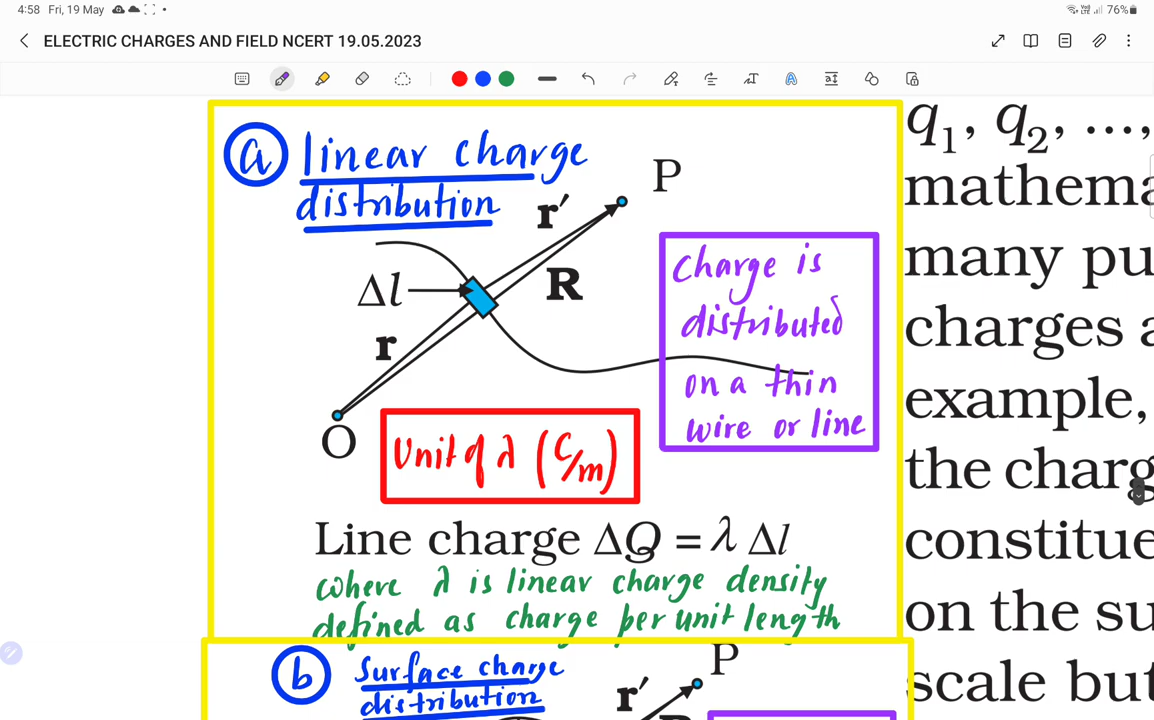 4:58 Fri, 19 May
76%
ELECTRIC CHARGES AND FIELD NCERT 19.05.2023
a linear charge
distribution
P
r′
R
Δl
r
O
Charge is
distributed
on a thin
wire or line
Unit of λ (C/m)
Line charge ΔQ = λ Δl
where λ is linear charge density
defined as charge per unit length
b Surface charge
distribution
P
r′
q1, q2, ...,
mathema
many pu
charges a
example,
the charg
constitue
on the su
scale but